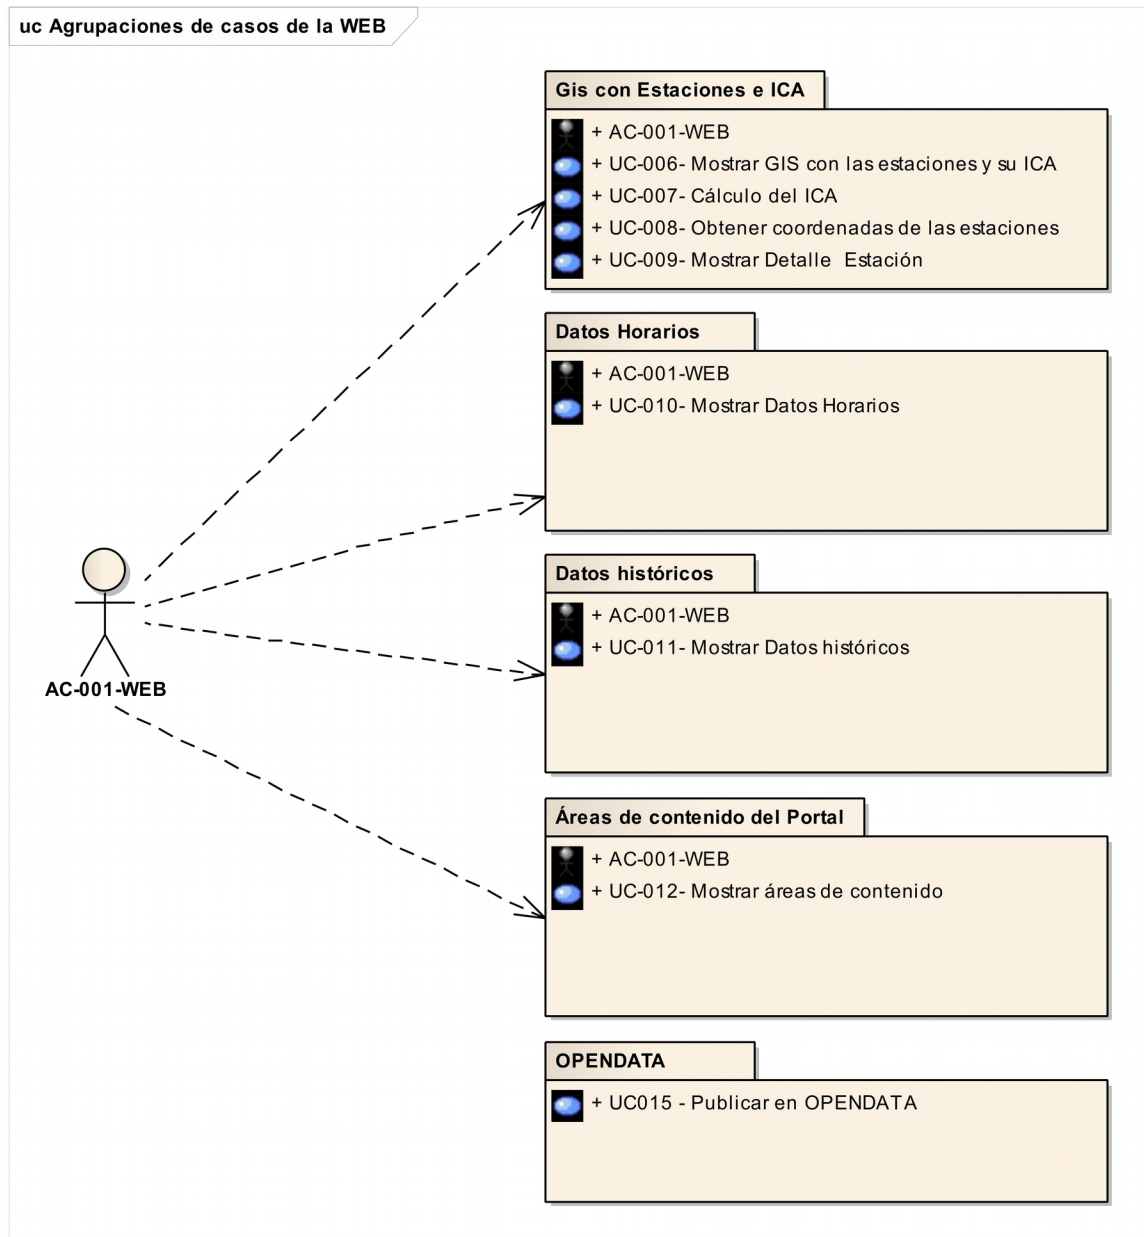 uc Agrupaciones de casos de la WEB
Gis con Estaciones e ICA
+ AC-001-WEB
+ UC-006- Mostrar GIS con las estaciones y su ICA
+ UC-007- Cálculo del ICA
+ UC-008- Obtener coordenadas de las estaciones
+ UC-009- Mostrar Detalle Estación
Datos Horarios
+ AC-001-WEB
+ UC-010- Mostrar Datos Horarios
AC-001-WEB
Datos históricos
+ AC-001-WEB
+ UC-011- Mostrar Datos históricos
Áreas de contenido del Portal
+ AC-001-WEB
+ UC-012- Mostrar áreas de contenido
OPENDATA
+ UC015 - Publicar en OPENDATA